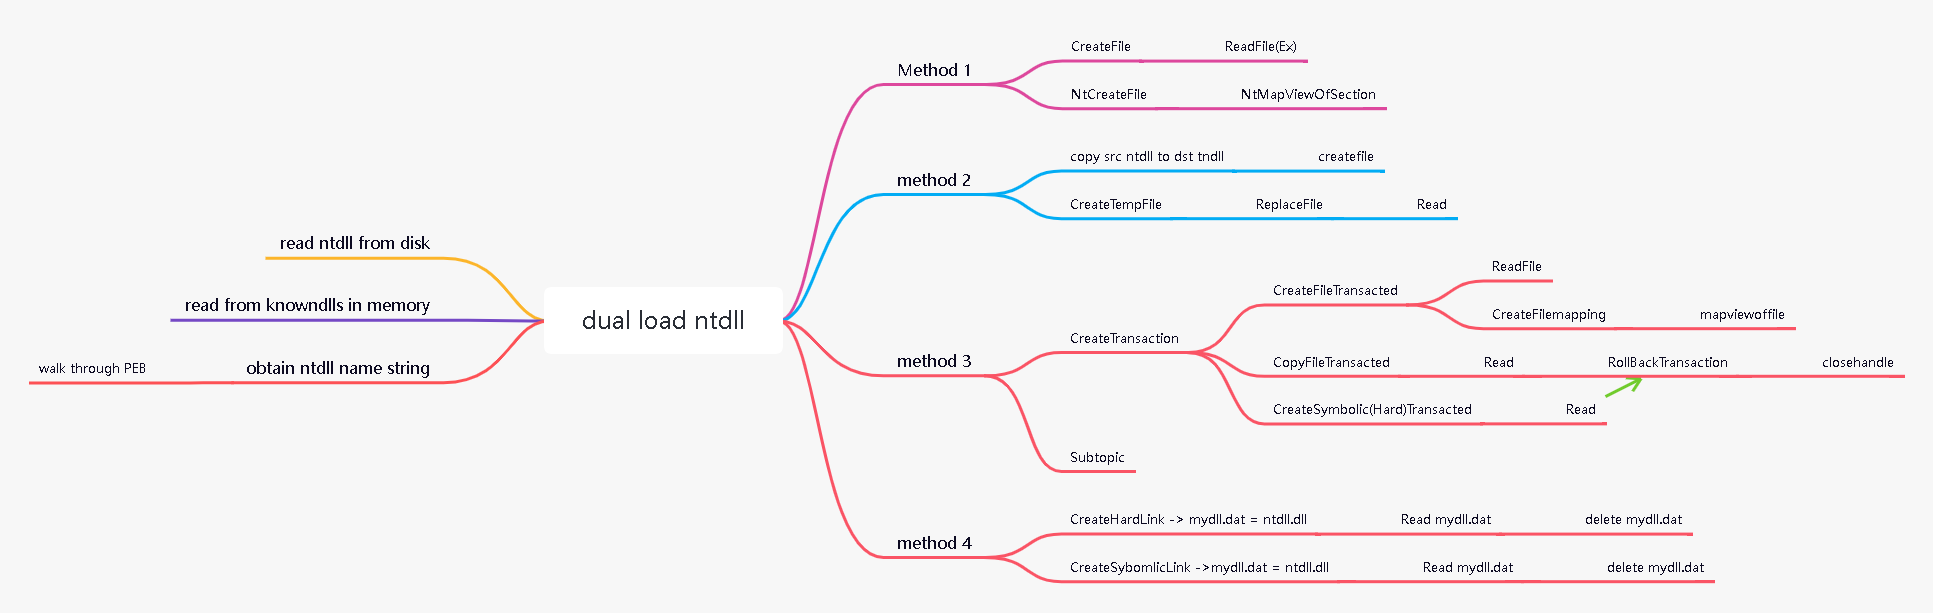 dual load ntdll
read ntdll from disk
read from knowndlls in memory
obtain ntdll name string
walk through PEB
Method 1
CreateFile
ReadFile(Ex)
NtCreateFile
NtMapViewOfSection
method 2
copy src ntdll to dst tndll
createfile
CreateTempFile
ReplaceFile
Read
method 3
CreateTransaction
CreateFileTransacted
ReadFile
CreateFilemapping
mapviewoffile
CopyFileTransacted
Read
RollBackTransaction
closehandle
CreateSymbolic(Hard)Transacted
Read
Subtopic
method 4
CreateHardLink -> mydll.dat = ntdll.dll
Read mydll.dat
delete mydll.dat
CreateSybomlicLink ->mydll.dat = ntdll.dll
Read mydll.dat
delete mydll.dat